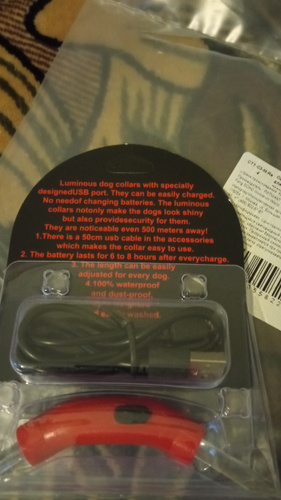 Luminous dog collars with specially
designedUSB port. They can be easily charged.
No needof changing batteries. The luminous
collars notonly make the dogs look shiny
but also providesecurity for them.
They are noticeable even 500 meters away!
1.There is a 50cm usb cable in the accessories
which makes the collar easy to use.
2. The battery lasts for 6 to 8 hours after everycharge.
3. The length can be easily
adjusted for every dog.
4.100% waterproof
and dust-proof,
washed.